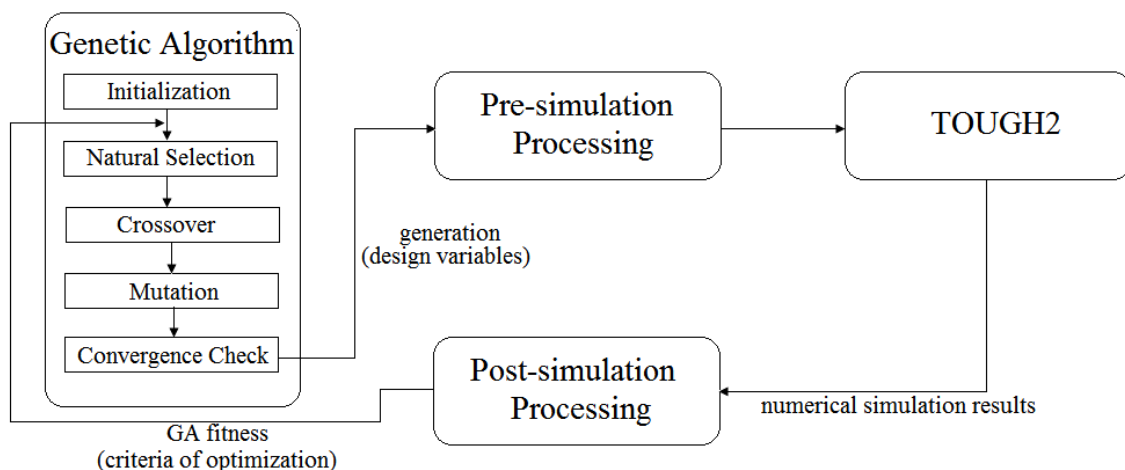 Genetic Algorithm
Initialization
Natural Selection
Crossover
Mutation
Convergence Check
generation
(design variables)
Pre-simulation
Processing
TOUGH2
numerical simulation results
Post-simulation
Processing
GA fitness
(criteria of optimization)